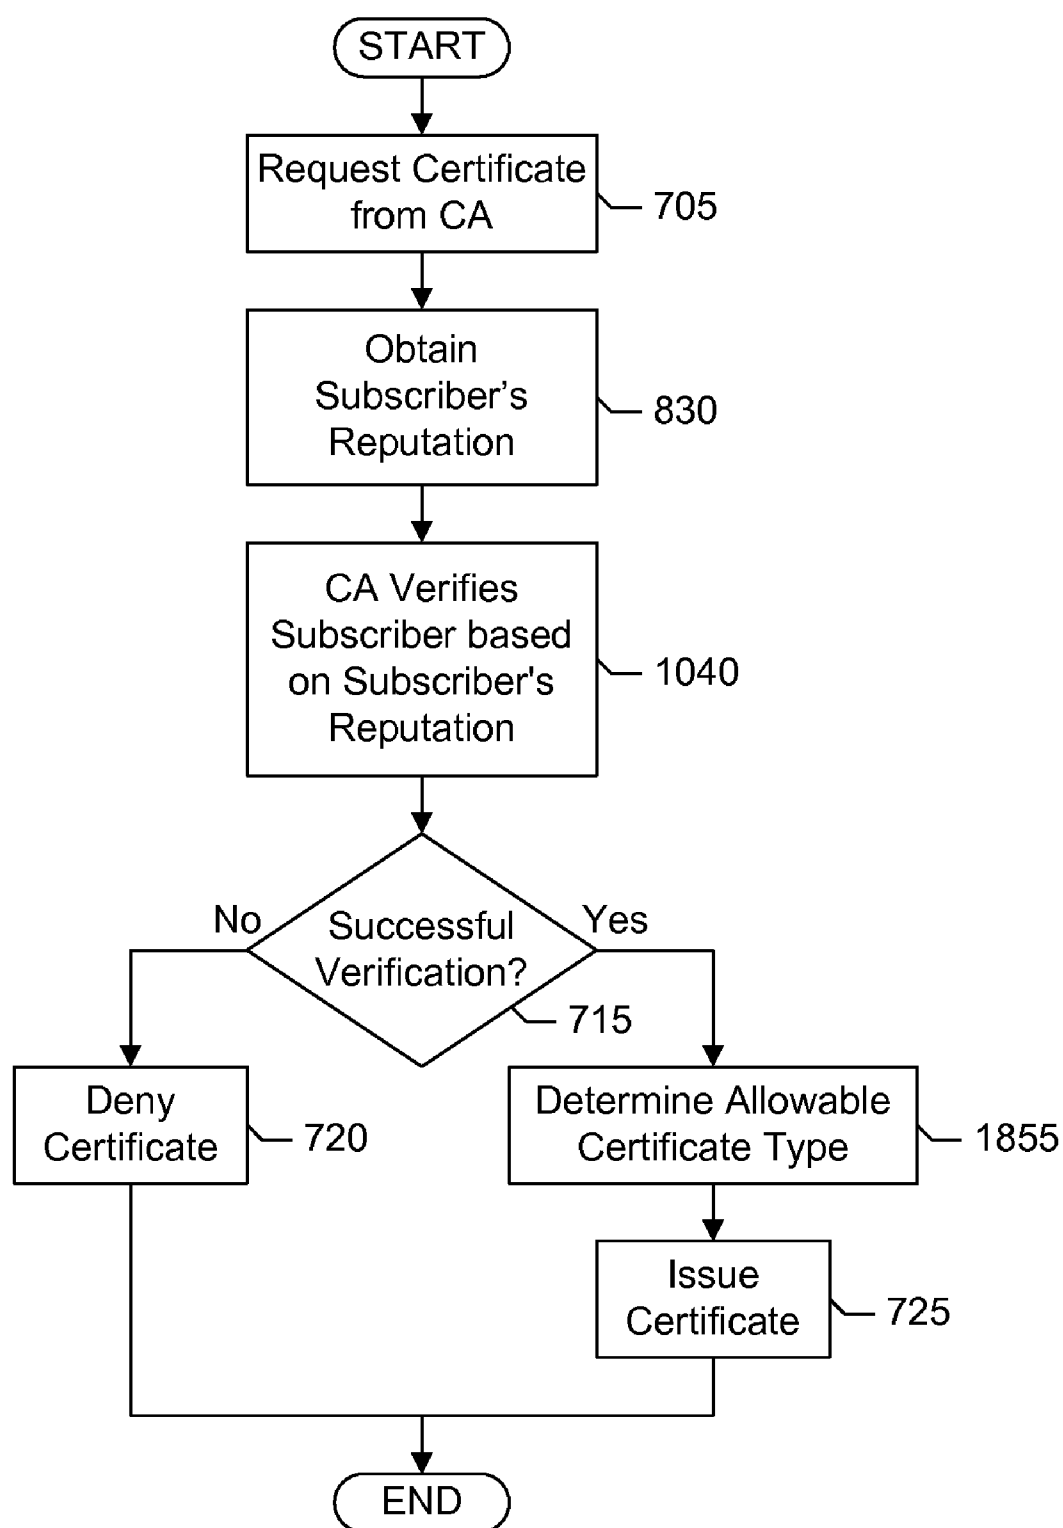 START
Request Certificate
from CA
705
Obtain
Subscriber’s
Reputation
830
CA Verifies
Subscriber based
on Subscriber's
Reputation
1040
No
Yes
Successful
Verification?
715
Deny
Certificate
720
Determine Allowable
Certificate Type
1855
Issue
Certificate
725
END